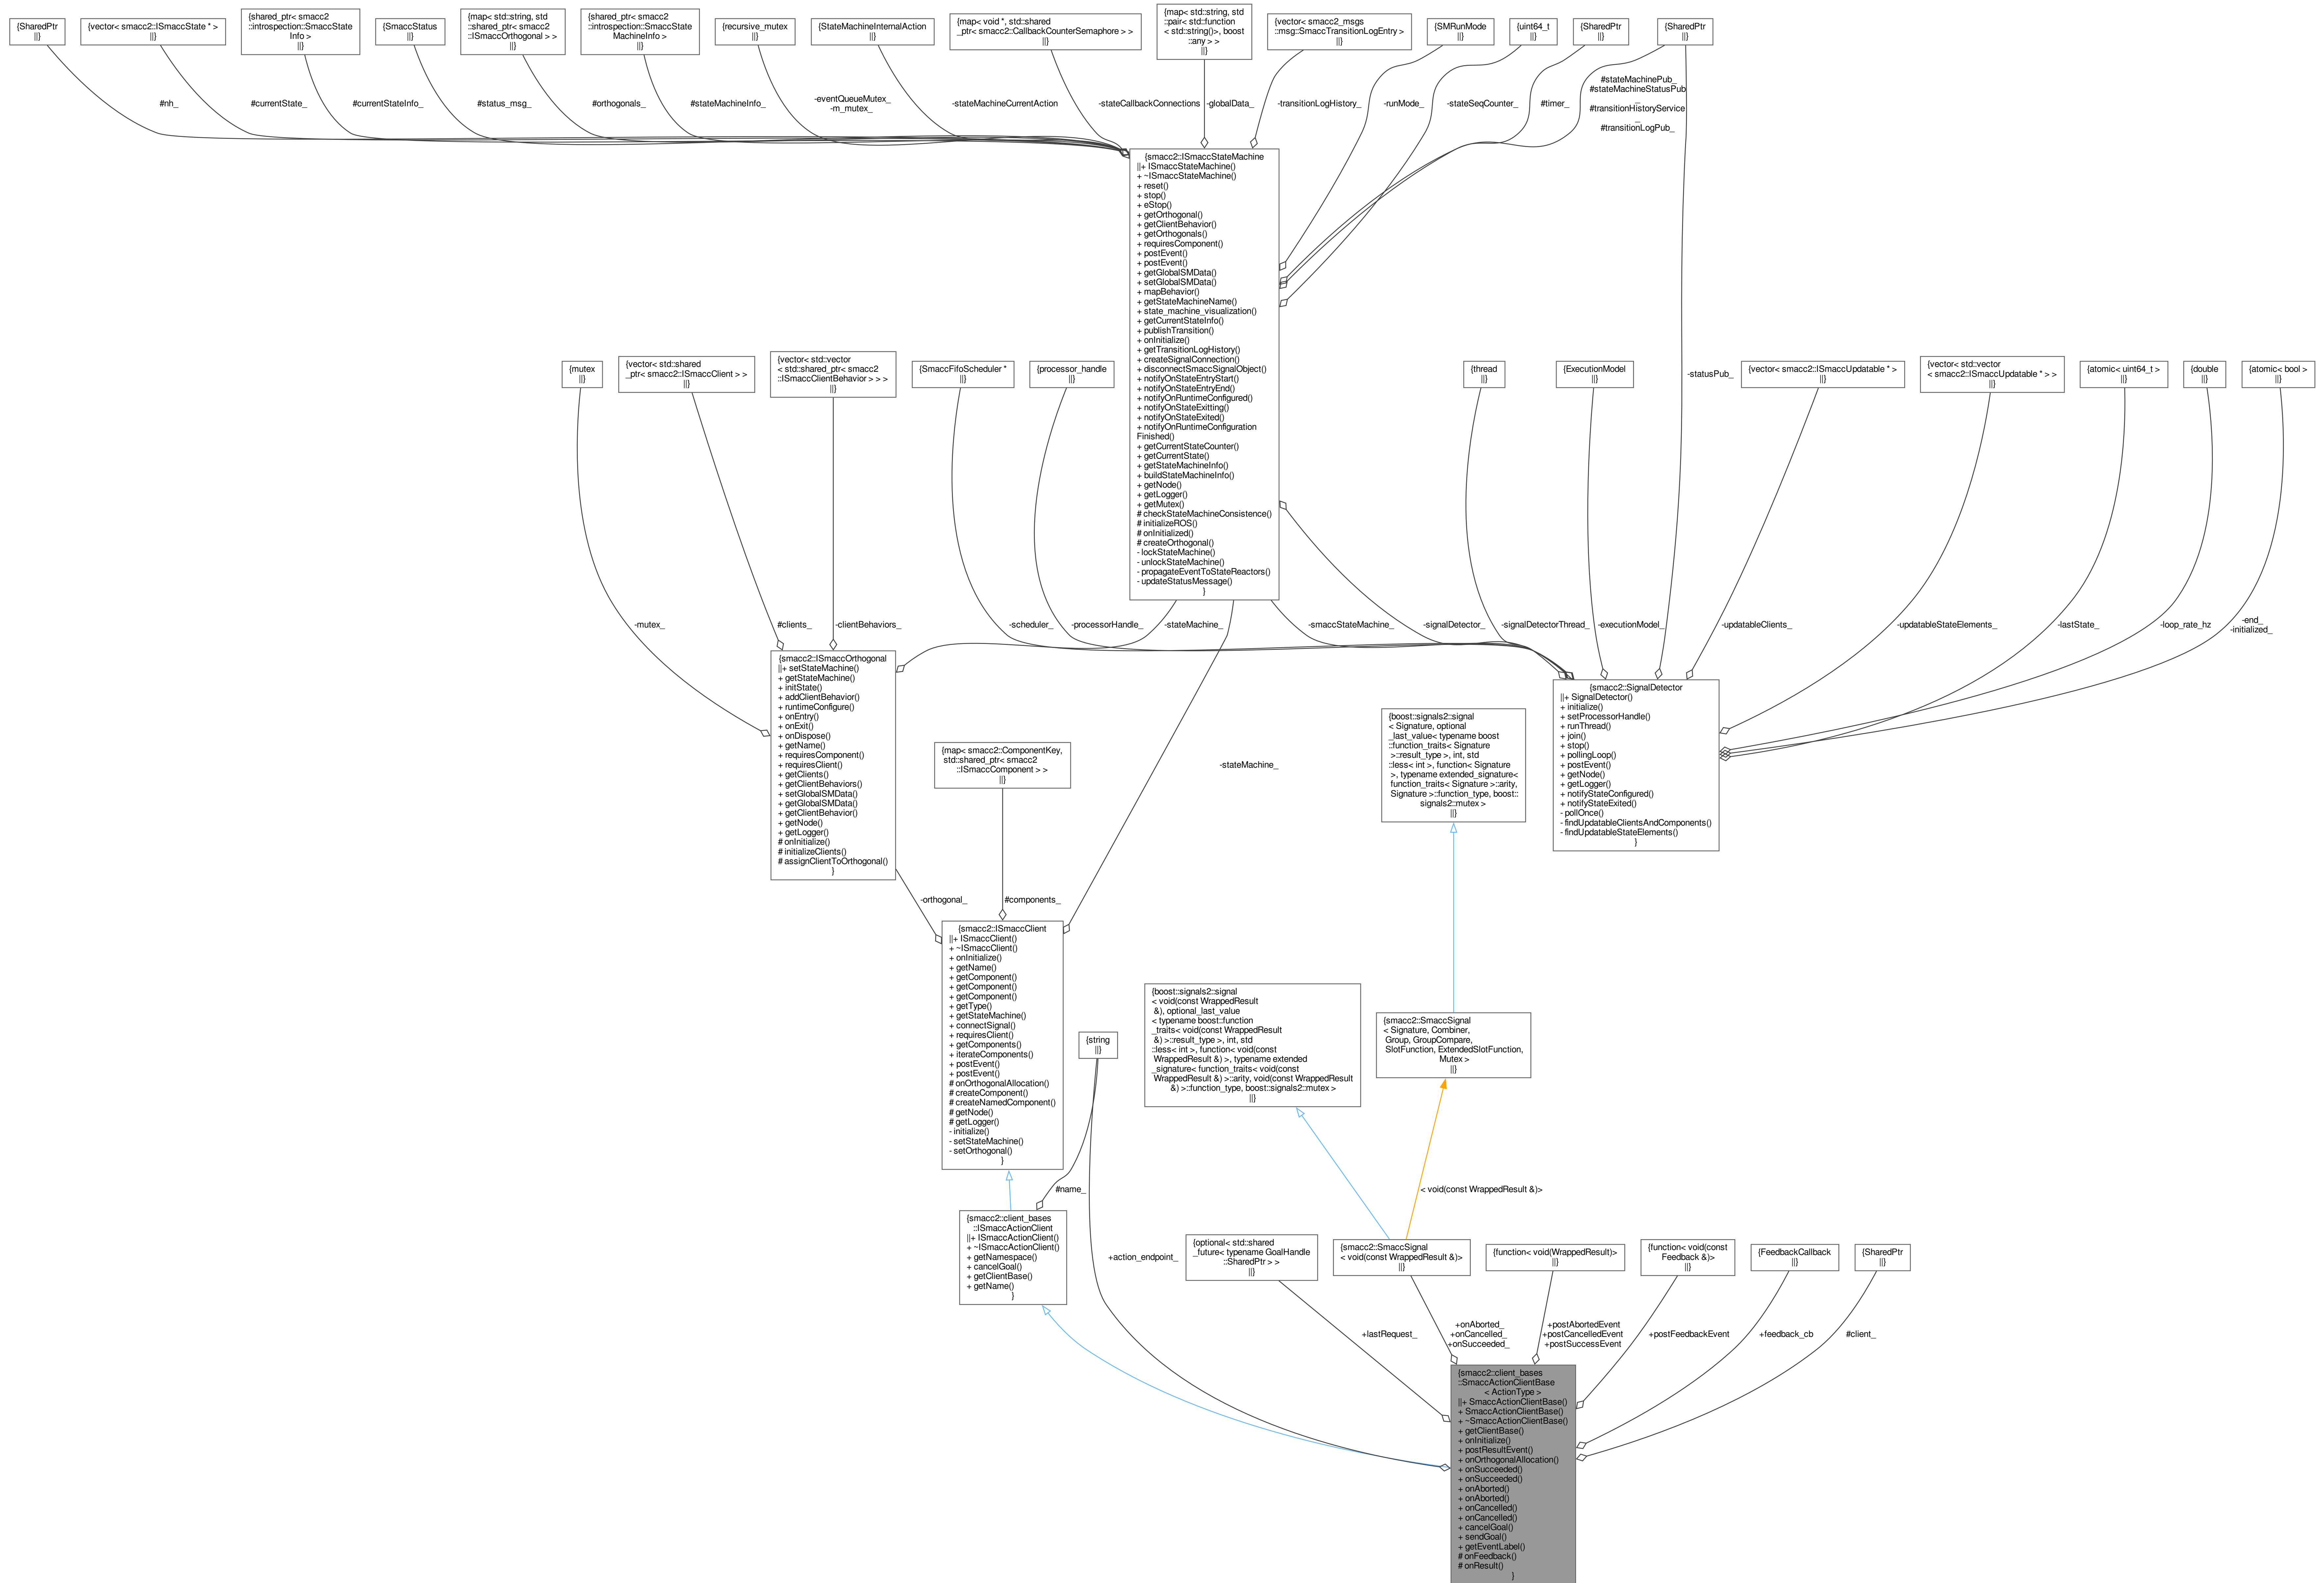 {SharedPtr
||}
{vector< smacc2::ISmaccState * >
||}
{shared_ptr< smacc2
::introspection::SmaccState
Info >
||}
{SmaccStatus
||}
{map< std::string, std
::shared_ptr< smacc2
::ISmaccOrthogonal > >
||}
{shared_ptr< smacc2
::introspection::SmaccState
MachineInfo >
||}
{recursive_mutex
||}
{StateMachineInternalAction
||}
{map< void *, std::shared
_ptr< smacc2::CallbackCounterSemaphore > >
||}
{map< std::string, std
::pair< std::function
< std::string()>, boost
::any > >
||}
{vector< smacc2_msgs
::msg::SmaccTransitionLogEntry >
||}
{SMRunMode
||}
{uint64_t
||}
{SharedPtr
||}
{SharedPtr
||}
#nh_
#currentState_
#currentStateInfo_
#status_msg_
#orthogonals_
#stateMachineInfo_
-eventQueueMutex_
-m_mutex_
-stateMachineCurrentAction
-stateCallbackConnections
-globalData_
-transitionLogHistory_
-runMode_
-stateSeqCounter_
#timer_
#stateMachinePub_
#stateMachineStatusPub
_
#transitionHistoryService
_
#transitionLogPub_
{smacc2::ISmaccStateMachine
||+ ISmaccStateMachine()
+ ~ISmaccStateMachine()
+ reset()
+ stop()
+ eStop()
+ getOrthogonal()
+ getClientBehavior()
+ getOrthogonals()
+ requiresComponent()
+ postEvent()
+ postEvent()
+ getGlobalSMData()
+ setGlobalSMData()
+ mapBehavior()
+ getStateMachineName()
+ state_machine_visualization()
+ getCurrentStateInfo()
+ publishTransition()
+ onInitialize()
+ getTransitionLogHistory()
+ createSignalConnection()
+ disconnectSmaccSignalObject()
+ notifyOnStateEntryStart()
+ notifyOnStateEntryEnd()
+ notifyOnRuntimeConfigured()
+ notifyOnStateExitting()
+ notifyOnStateExited()
+ notifyOnRuntimeConfiguration
Finished()
+ getCurrentStateCounter()
+ getCurrentState()
+ getStateMachineInfo()
+ buildStateMachineInfo()
+ getNode()
+ getLogger()
+ getMutex()
# checkStateMachineConsistence()
# initializeROS()
# onInitialized()
# createOrthogonal()
- lockStateMachine()
- unlockStateMachine()
- propagateEventToStateReactors()
- updateStatusMessage()
}
{mutex
||}
{vector< std::shared
_ptr< smacc2::ISmaccClient > >
||}
{vector< std::vector
< std::shared_ptr< smacc2
::ISmaccClientBehavior > > >
||}
{SmaccFifoScheduler *
||}
{processor_handle
||}
{thread
||}
{ExecutionModel
||}
-statusPub_
{vector< smacc2::ISmaccUpdatable * >
||}
{vector< std::vector
< smacc2::ISmaccUpdatable * > >
||}
{atomic< uint64_t >
||}
{double
||}
{atomic< bool >
||}
-mutex_
#clients_
-clientBehaviors_
-scheduler_
-processorHandle_
-stateMachine_
-smaccStateMachine_
-signalDetector_
-signalDetectorThread_
-executionModel_
-updatableClients_
-updatableStateElements_
-lastState_
-loop_rate_hz
-end_
-initialized_
{smacc2::ISmaccOrthogonal
||+ setStateMachine()
+ getStateMachine()
+ initState()
+ addClientBehavior()
+ runtimeConfigure()
+ onEntry()
+ onExit()
+ onDispose()
+ getName()
+ requiresComponent()
+ requiresClient()
+ getClients()
+ getClientBehaviors()
+ setGlobalSMData()
+ getGlobalSMData()
+ getClientBehavior()
+ getNode()
+ getLogger()
# onInitialize()
# initializeClients()
# assignClientToOrthogonal()
}
{smacc2::SignalDetector
||+ SignalDetector()
+ initialize()
+ setProcessorHandle()
+ runThread()
+ join()
+ stop()
+ pollingLoop()
+ postEvent()
+ getNode()
+ getLogger()
+ notifyStateConfigured()
+ notifyStateExited()
- pollOnce()
- findUpdatableClientsAndComponents()
- findUpdatableStateElements()
}
{map< smacc2::ComponentKey,
std::shared_ptr< smacc2
::ISmaccComponent > >
||}
-stateMachine_
{boost::signals2::signal
< Signature, optional
_last_value< typename boost
::function_traits< Signature
>::result_type >, int, std
::less< int >, function< Signature
>, typename extended_signature<
function_traits< Signature >::arity,
Signature >::function_type, boost::
signals2::mutex >
||}
-orthogonal_
#components_
{smacc2::ISmaccClient
||+ ISmaccClient()
+ ~ISmaccClient()
+ onInitialize()
+ getName()
+ getComponent()
+ getComponent()
+ getComponent()
+ getType()
+ getStateMachine()
+ connectSignal()
+ requiresClient()
+ getComponents()
+ iterateComponents()
+ postEvent()
+ postEvent()
# onOrthogonalAllocation()
# createComponent()
# createNamedComponent()
# getNode()
# getLogger()
- initialize()
- setStateMachine()
- setOrthogonal()
}
{string
||}
{boost::signals2::signal
< void(const WrappedResult
&), optional_last_value
< typename boost::function
_traits< void(const WrappedResult
&) >::result_type >, int, std
::less< int >, function< void(const
WrappedResult &) >, typename extended
_signature< function_traits< void(const
WrappedResult &) >::arity, void(const WrappedResult
&) >::function_type, boost::signals2::mutex >
||}
{smacc2::SmaccSignal
< Signature, Combiner,
Group, GroupCompare,
SlotFunction, ExtendedSlotFunction,
Mutex >
||}
#name_
< void(const WrappedResult &)>
{smacc2::client_bases
::ISmaccActionClient
||+ ISmaccActionClient()
+ ~ISmaccActionClient()
+ getNamespace()
+ cancelGoal()
+ getClientBase()
+ getName()
}
+action_endpoint_
{optional< std::shared
_future< typename GoalHandle
::SharedPtr > >
||}
{smacc2::SmaccSignal
< void(const WrappedResult &)>
||}
{function< void(WrappedResult)>
||}
{function< void(const
Feedback &)>
||}
{FeedbackCallback
||}
{SharedPtr
||}
+lastRequest_
+onAborted_
+onCancelled_
+onSucceeded_
+postAbortedEvent
+postCancelledEvent
+postSuccessEvent
+postFeedbackEvent
+feedback_cb
#client_
{smacc2::client_bases
::SmaccActionClientBase
< ActionType >
||+ SmaccActionClientBase()
+ SmaccActionClientBase()
+ ~SmaccActionClientBase()
+ getClientBase()
+ onInitialize()
+ postResultEvent()
+ onOrthogonalAllocation()
+ onSucceeded()
+ onSucceeded()
+ onAborted()
+ onAborted()
+ onCancelled()
+ onCancelled()
+ cancelGoal()
+ sendGoal()
+ getEventLabel()
# onFeedback()
# onResult()
}